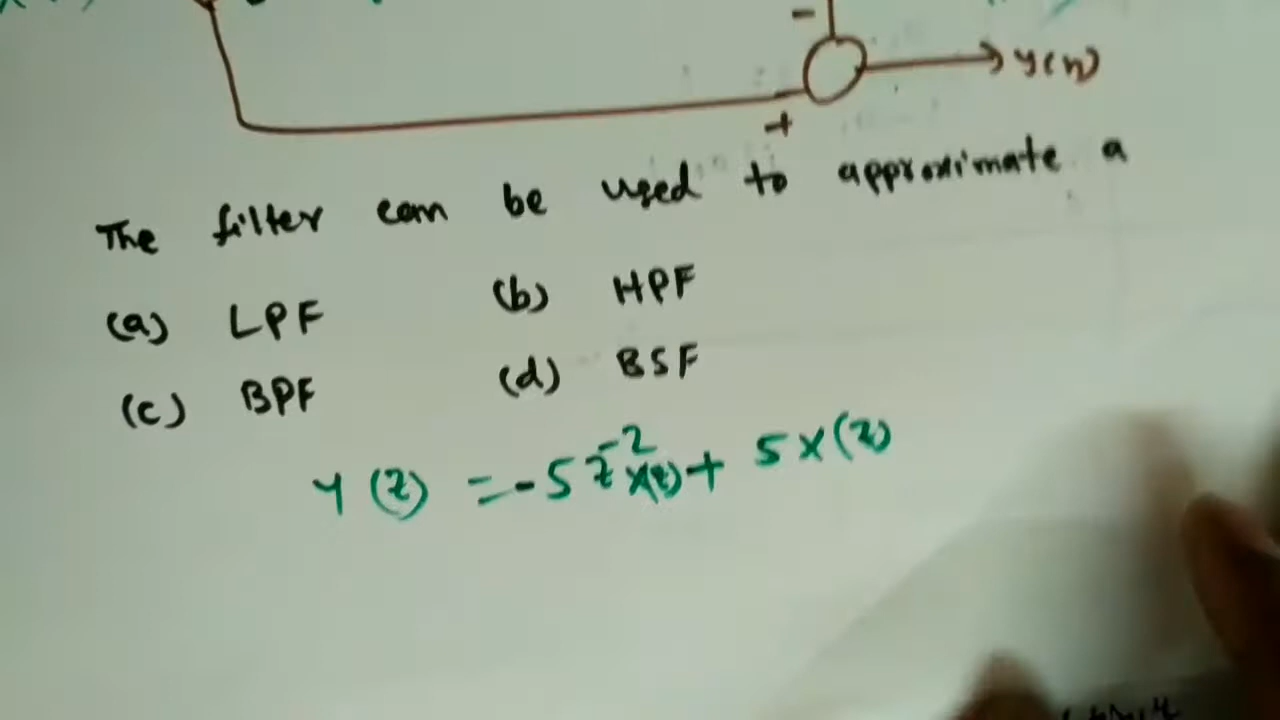 -
y(n)
+
The filter can be used to approximate a
(a) LPF (b) HPF
(c) BPF (d) BSF
Y(z) = -5z⁻²X(z) + 5X(z)